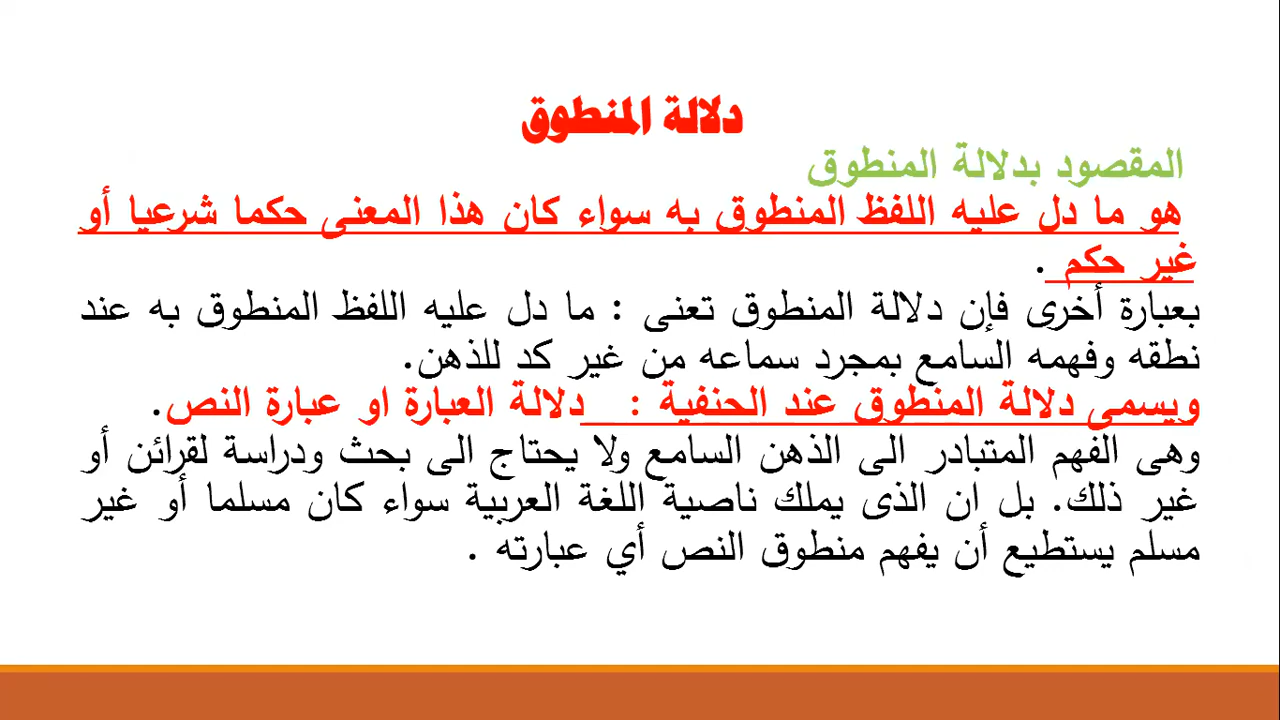 دلالة المنطوق
المقصود بدلالة المنطوق
هو ما دل عليه اللفظ المنطوق به سواء كان هذا المعنى حكما شرعيا أو
غير حكم .
بعبارة أخرى فإن دلالة المنطوق تعنى : ما دل عليه اللفظ المنطوق به عند
نطقه وفهمه السامع بمجرد سماعه من غير كد للذهن.
ويسمى دلالة المنطوق عند الحنفية : دلالة العبارة او عبارة النص.
وهى الفهم المتبادر الى الذهن السامع ولا يحتاج الى بحث ودراسة لقرائن أو
غير ذلك. بل ان الذى يملك ناصية اللغة العربية سواء كان مسلما أو غير
مسلم يستطيع أن يفهم منطوق النص أي عبارته .